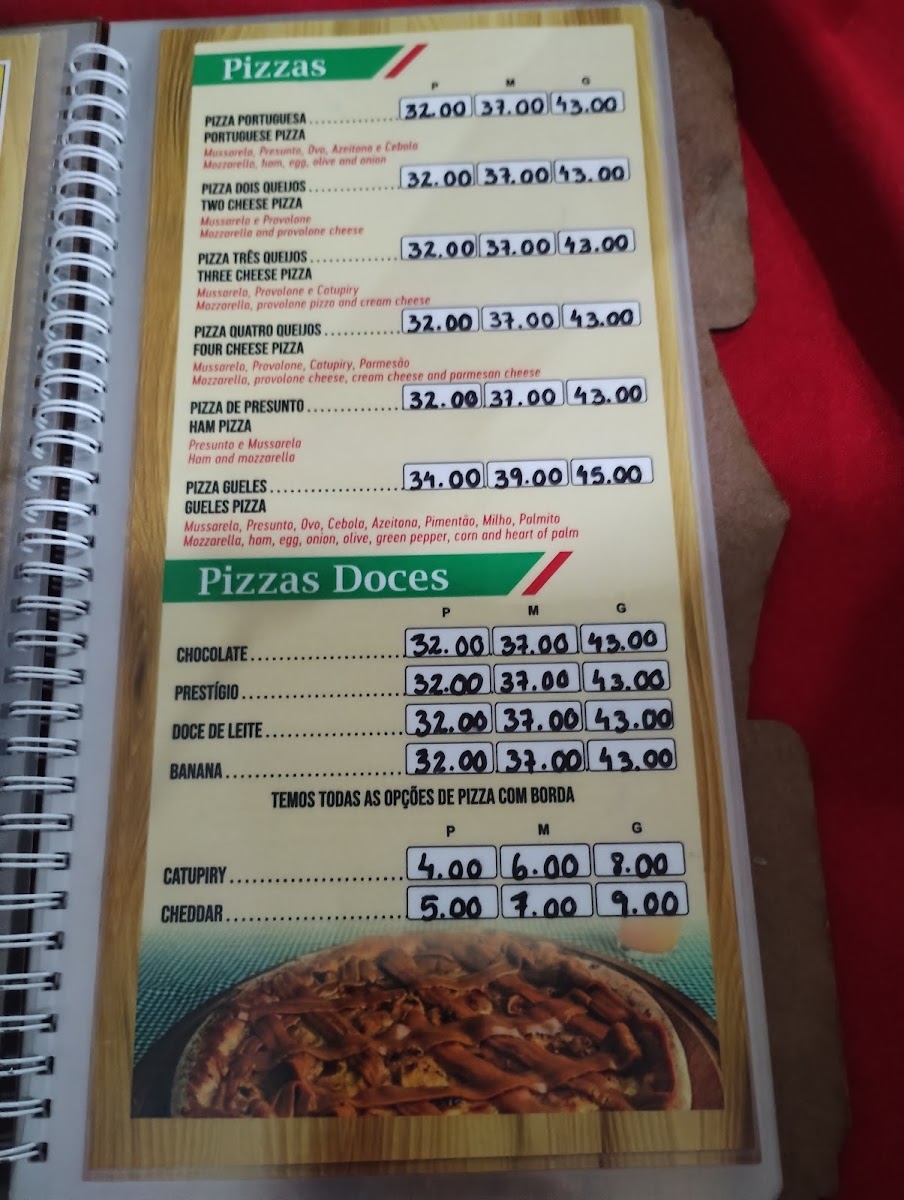 Pizzas
P M G
PIZZA PORTUGUESA 32.00 37.00 43.00
PORTUGUESE PIZZA
Mussarela, Presunto, Ovo, Azeitona e Cebola
Mozzarella, ham, egg, olive and onion
PIZZA DOIS QUEIJOS 32.00 37.00 43.00
TWO CHEESE PIZZA
Mussarela e Provolone
Mozzarella and provolone cheese
PIZZA TRÊS QUEIJOS 32.00 37.00 43.00
THREE CHEESE PIZZA
Mussarela, Provolone e Catupiry
Mozzarella, provolone pizza and cream cheese
PIZZA QUATRO QUEIJOS 32.00 37.00 43.00
FOUR CHEESE PIZZA
Mussarela, Provolone, Catupiry, Parmesão
Mozzarella, provolone cheese, cream cheese and parmesan cheese
PIZZA DE PRESUNTO 32.00 37.00 43.00
HAM PIZZA
Presunto e Mussarela
Ham and mozzarella
PIZZA GUELES 34.00 39.00 45.00
GUELES PIZZA
Mussarela, Presunto, Ovo, Cebola, Azeitona, Pimentão, Milho, Palmito
Mozzarella, ham, egg, onion, olive, green pepper, corn and heart of palm
Pizzas Doces
P M G
CHOCOLATE 32.00 37.00 43.00
PRESTÍGIO 32.00 37.00 43.00
DOCE DE LEITE 32.00 37.00 43.00
BANANA 32.00 37.00 43.00
TEMOS TODAS AS OPÇÕES DE PIZZA COM BORDA
P M G
CATUPIRY 4.00 6.00 8.00
CHEDDAR 5.00 7.00 9.00